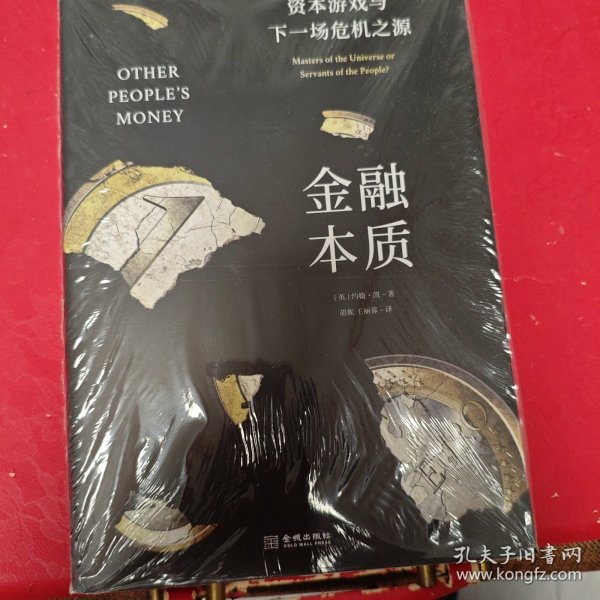 资本游戏与
下一场危机之源
Masters of the Universe or
Servants of the People?
OTHER
PEOPLE'S
MONEY
金融
本质
[英]约翰·凯-著
胡妮 王丽蓉-译
金城出版社
GOLD WALL PRESS
孔夫子旧书网
www.kongfz.com